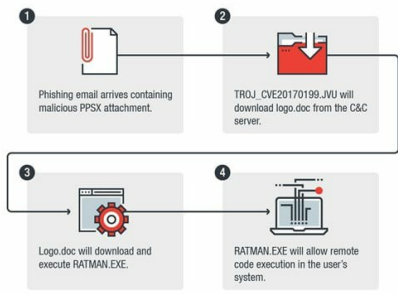 1
Phishing email arrives containing
malicious PPSX attachment.
2
TROJ_CVE20170199.JVU will
download logo.doc from the C&C
server.
3
Logo.doc will download and
execute RATMAN.EXE.
4
RATMAN.EXE will allow remote
code execution in the user's
system.